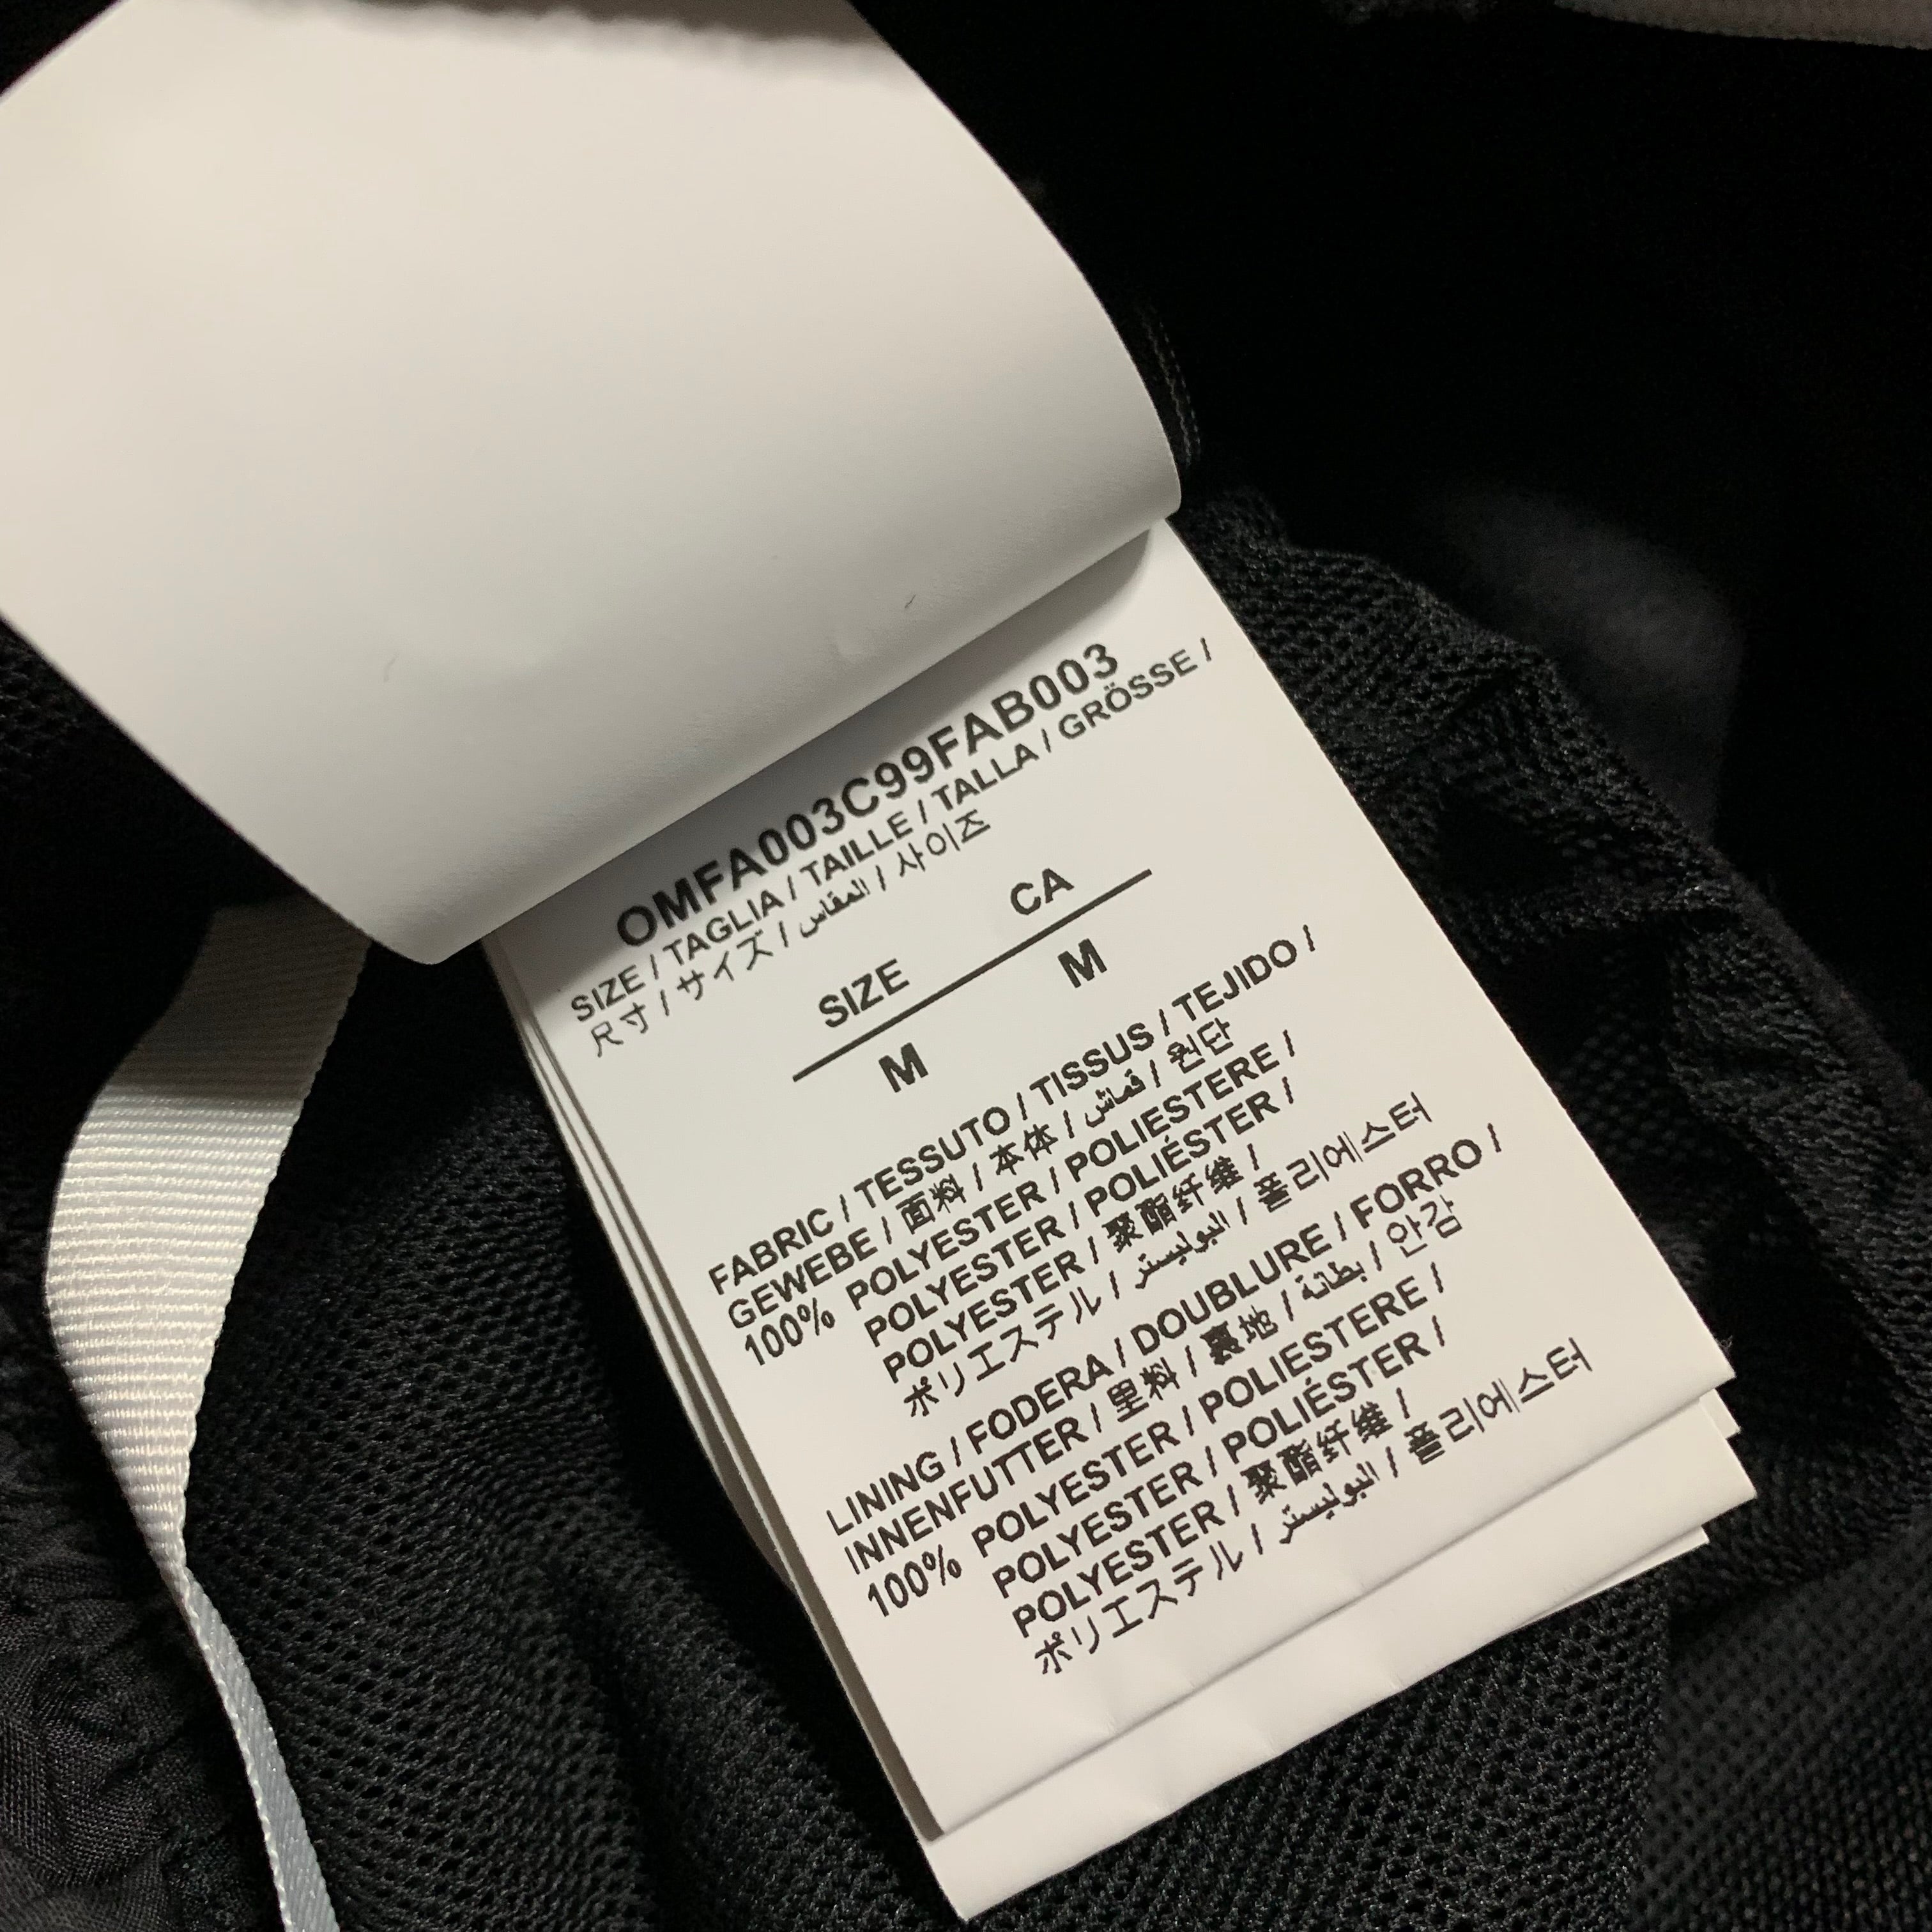 OMFA003C99FAB003
SIZE / TAGLIA / TAILLE / TALLA / GRÖSSE /
尺寸 / サイズ / المقاس / 사이즈
SIZE CA
M M
FABRIC / TESSUTO / TISSUS / TEJIDO /
GEWEBE / 面料 / 本体 / قماش / 원단
100% POLYESTER / POLIESTERE /
POLYESTER / POLIÉSTER /
POLYESTER / 聚酯纤维 /
ポリエステル / البوليستر / 폴리에스터
LINING / FODERA / DOUBLURE / FORRO /
INNENFUTTER / 里料 / 裏地 / بطانة / 안감
100% POLYESTER / POLIESTERE /
POLYESTER / POLIÉSTER /
POLYESTER / 聚酯纤维 /
ポリエステル / البوليستر / 폴리에스터